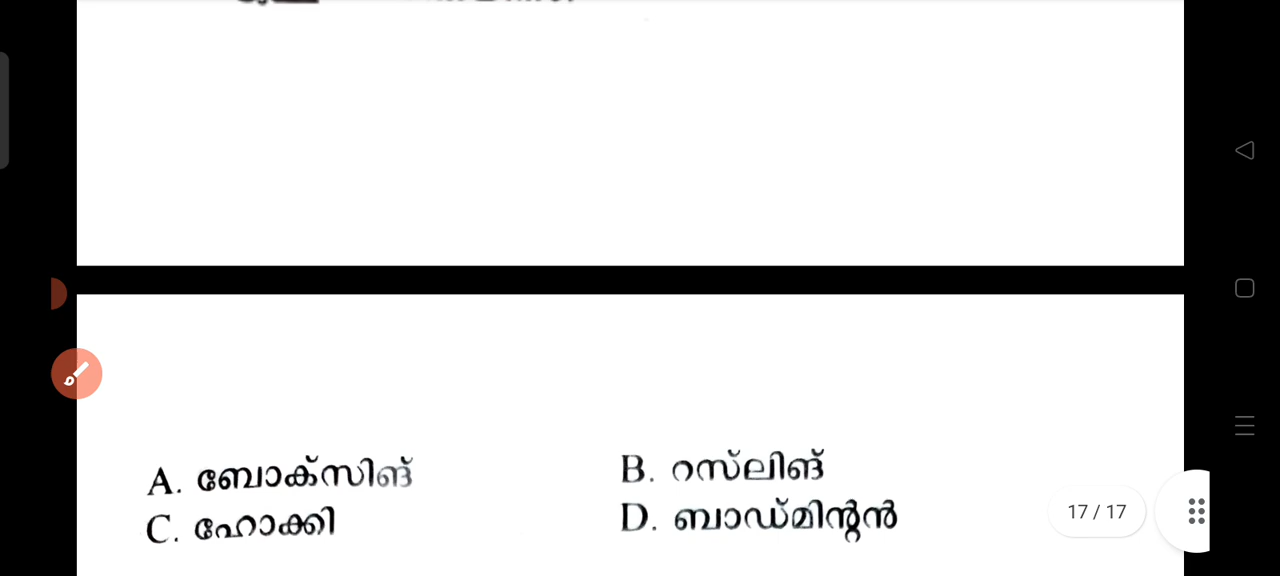 A. ബോക്സിങ്
B. റസ്‌ലിങ്
C. ഹോക്കി
D. ബാഡ്മിന്റൻ
17 / 17